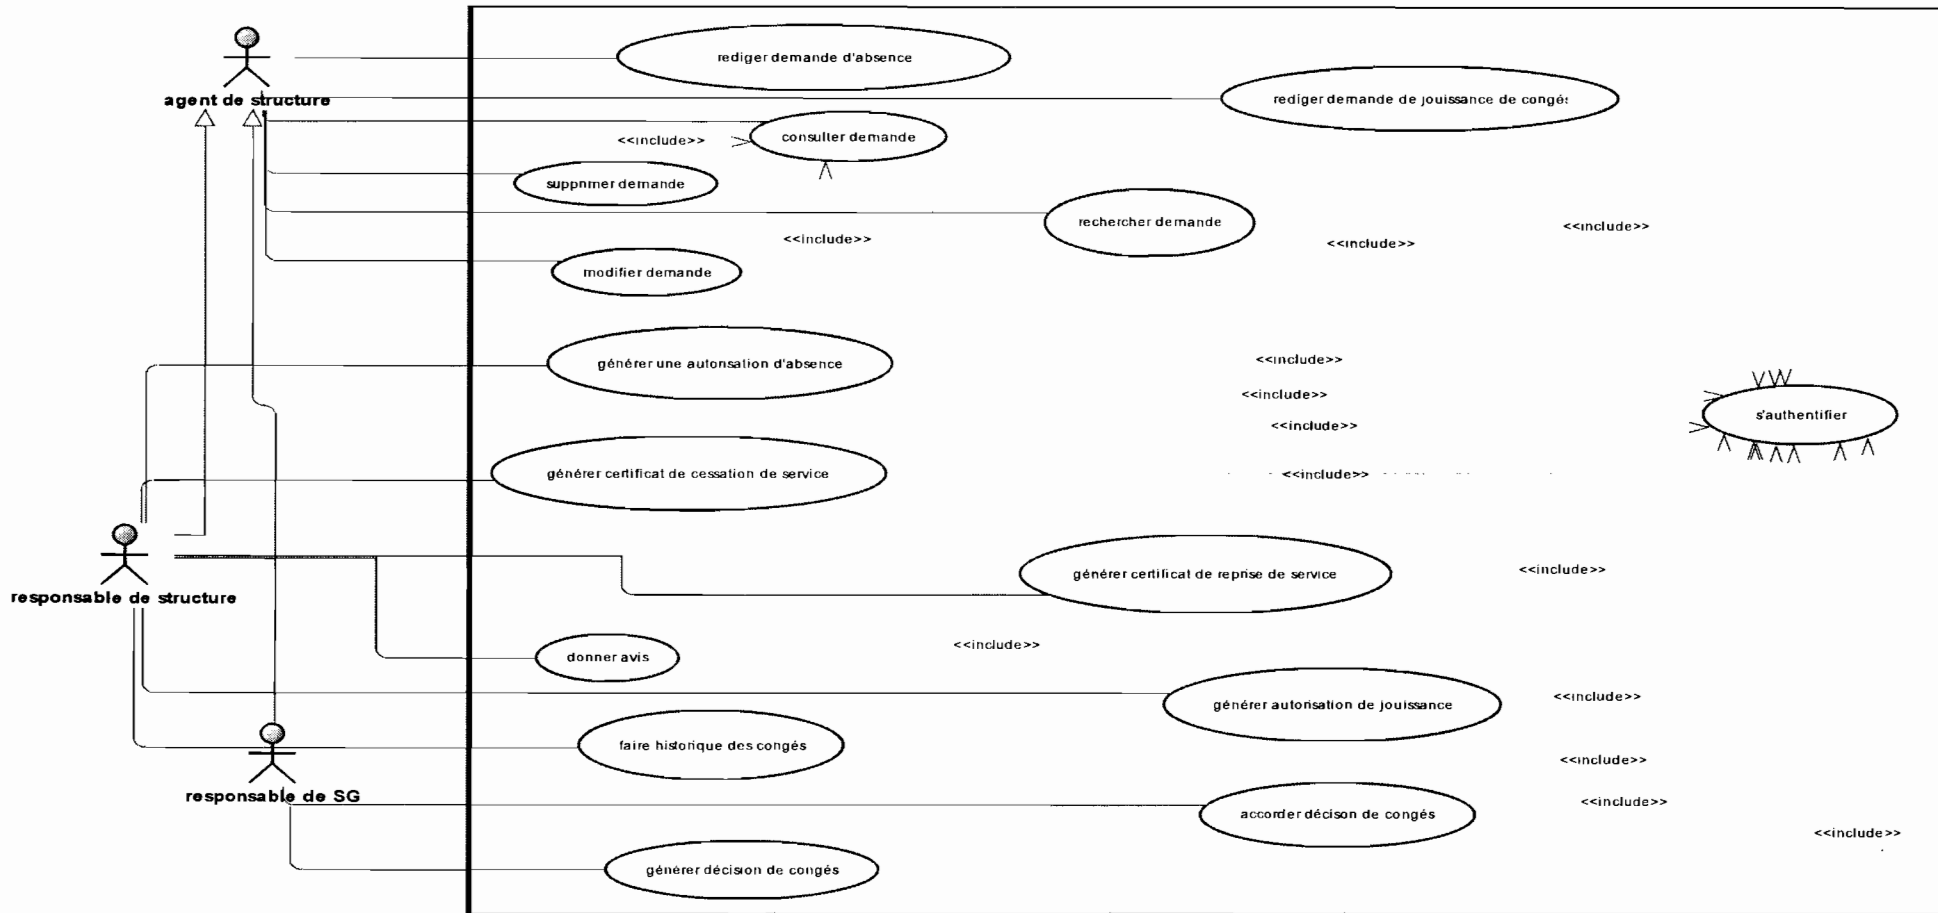 rediger demande d'absence
agent de structure
rediger demande de jouissance de congés
<<include>>
consulter demande
supprimer demande
rechercher demande
<<include>>
<<include>>
<<include>>
modifier demande
générer une autorisation d'absence
<<include>>
<<include>>
s'authentifier
<<include>>
générer certificat de cessation de service
<<include>>
responsable de structure
générer certificat de reprise de service
<<include>>
donner avis
<<include>>
générer autorisation de jouissance
<<include>>
faire historique des congés
<<include>>
responsable de SG
<<include>>
accorder décison de congés
<<include>>
générer décision de congés